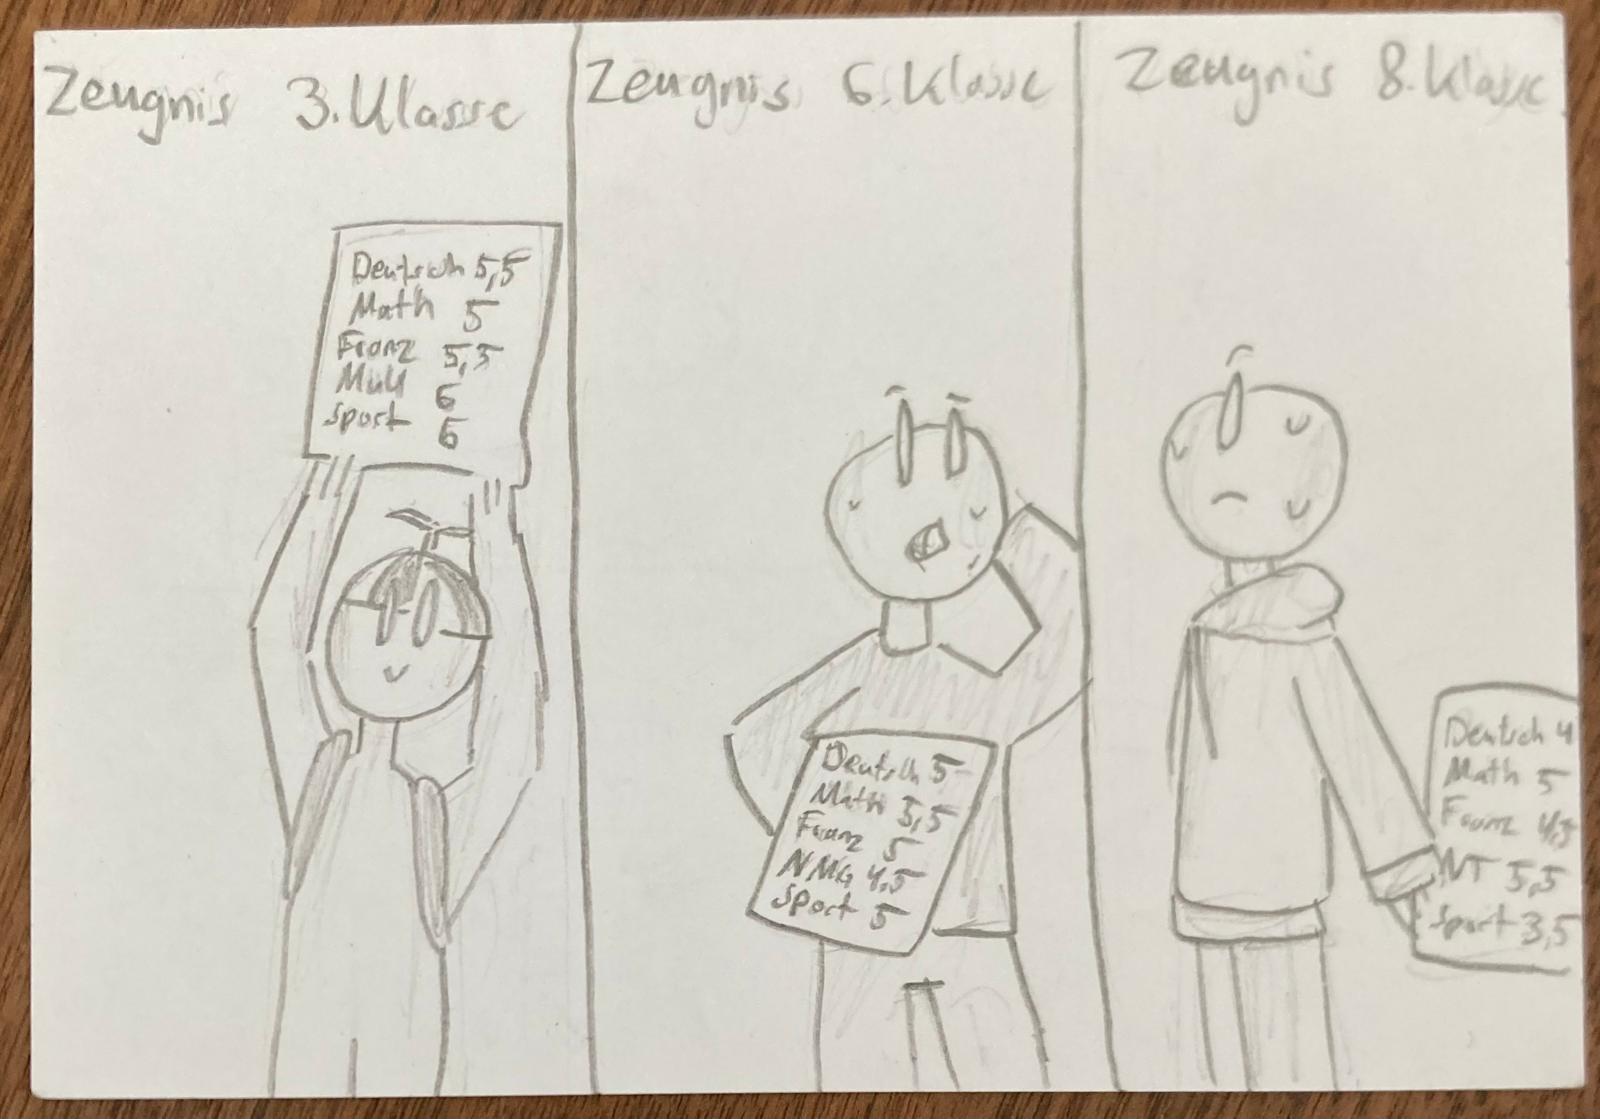 Zeugnis 3. Klasse
Deutsch 5,5
Math 5
Franz 5,5
6
Sport 6
Zeugnis 6. Klasse
Deutsch 5
Math 5,5
Franz 5
NMG 4,5
Sport 5
Zeugnis 8. Klasse
Deutsch 4
Math 5
Franz 4,5
NT 5,5
Sport 3,5